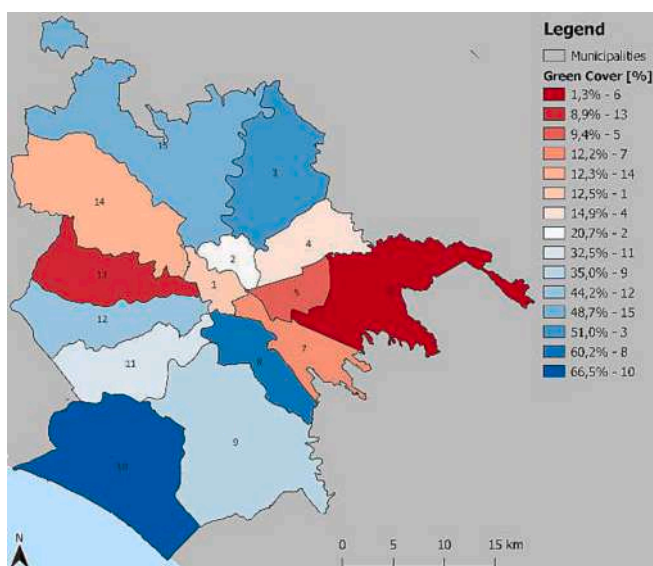 Legend
Municipalities
Green Cover [%]
1,3% - 6
8,9% - 13
9,4% - 5
12,2% - 7
12,3% - 14
12,5% - 1
14,9% - 4
20,7% - 2
32,5% - 11
35,0% - 9
44,2% - 12
48,7% - 15
51,0% - 3
60,2% - 8
66,5% - 10
15
3
14
4
2
13
1
5
6
12
8
7
11
9
10
N
0 5 10 15 km